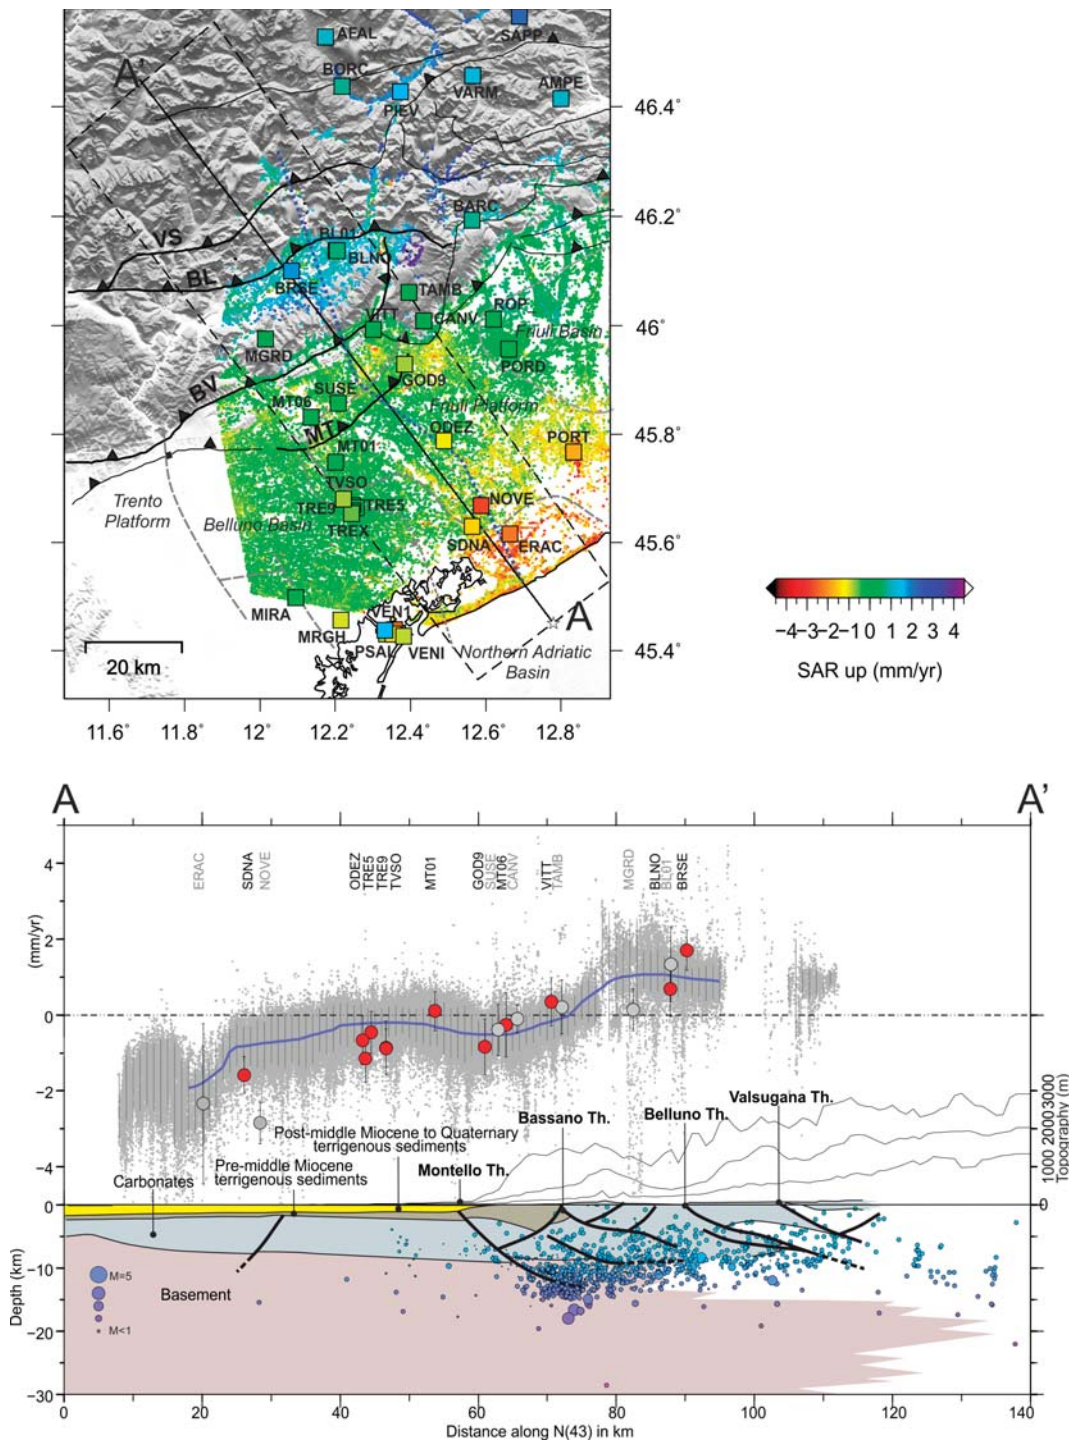 AFAL
SAPP
A'
BORC
VARM
AMPE
PIEV
46.4°
BARC
46.2°
VS
BL01
BLNO
BL
BRSE
TAMB
VITT
CANV
ROP
46°
Friuli Basin
MGRD
PORD
BV
SUSE
GOD9
MT06
Friuli Platform
MT
ODEZ
PORT
45.8°
MT01
TVSO
Trento
Platform
Belluno Basin
TRE9
TRE5
TREX
NOVE
SDNA
ERAC
45.6°
MIRA
VEN1
MRGH
PSAL
VENI
A
Northern Adriatic
Basin
45.4°
20 km
11.6° 11.8° 12° 12.2° 12.4° 12.6° 12.8°
−4 −3 −2 −1 0 1 2 3 4
SAR up (mm/yr)
A
A'
ERAC
SDNA
NOVE
ODEZ
TRE5
TRE9
TVSO
MT01
GOD9
SUSE
MT06
CANV
VITT
TAMB
MGRD
BLNO
BL01
BRSE
4
2
0
−2
−4
(mm/yr)
0 1000 2000 3000
Topography (m)
Valsugana Th.
Bassano Th.
Belluno Th.
Post-middle Miocene to Quaternary
terrigenous sediments
Montello Th.
Pre-middle Miocene
terrigenous sediments
Carbonates
0
−10
−20
−30
Depth (km)
M=5
M<1
Basement
0 20 40 60 80 100 120 140
Distance along N(43) in km